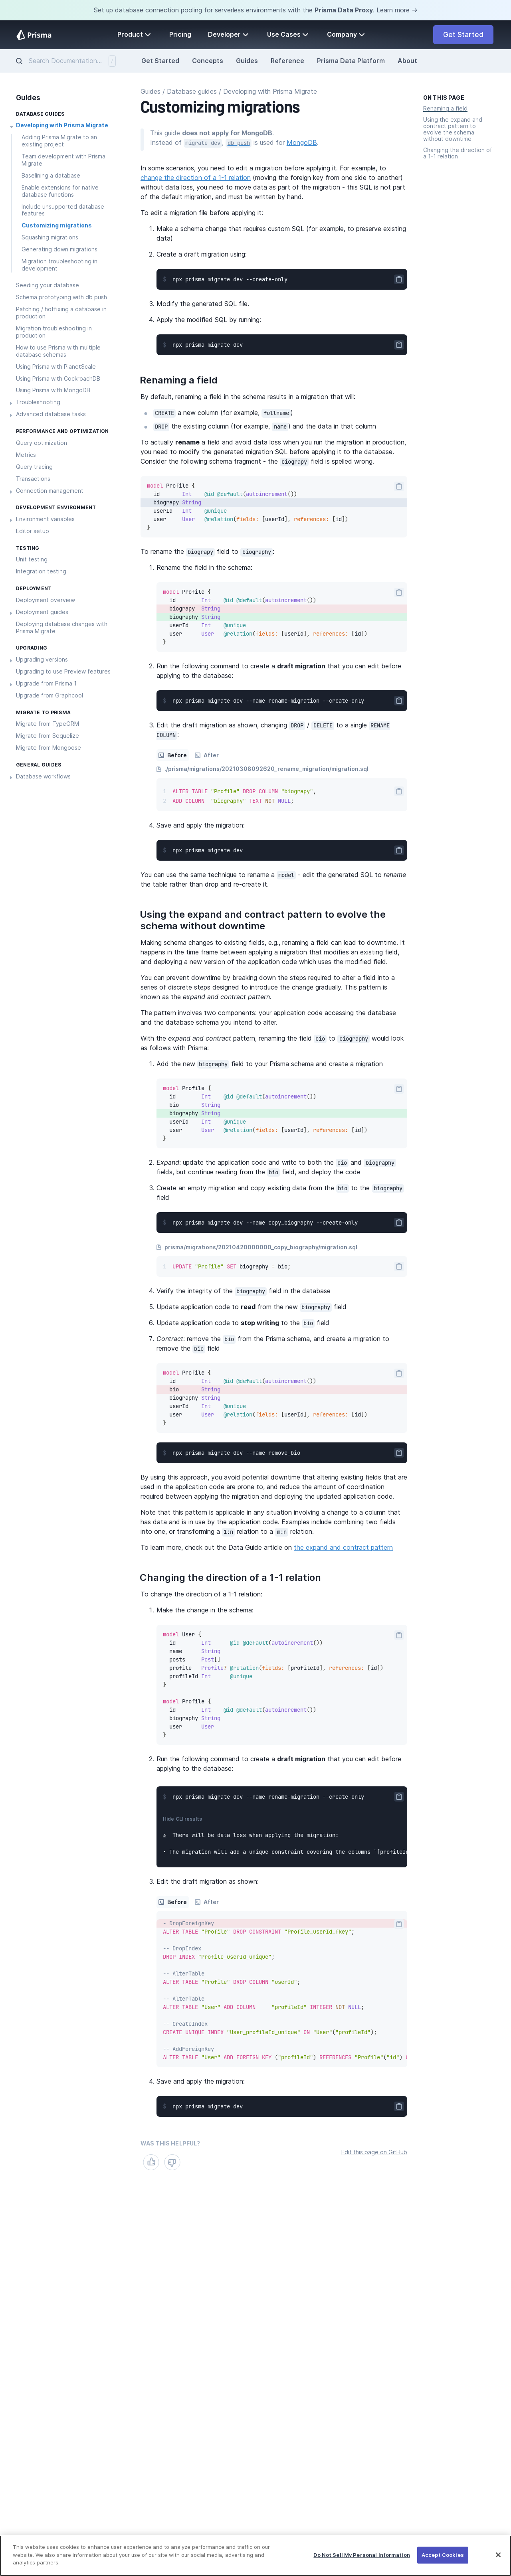 Set up database connection pooling for serverless environments with the Prisma Data Proxy. Learn more →
Prisma
Product
Pricing
Developer
Use Cases
Company
Get Started
Search Documentation... /
Get Started
Concepts
Guides
Reference
Prisma Data Platform
About
Guides
DATABASE GUIDES
Developing with Prisma Migrate
Adding Prisma Migrate to an
existing project
Team development with Prisma
Migrate
Baselining a database
Enable extensions for native
database functions
Include unsupported database
features
Customizing migrations
Squashing migrations
Generating down migrations
Migration troubleshooting in
development
Seeding your database
Schema prototyping with db push
Patching / hotfixing a database in
production
Migration troubleshooting in
production
How to use Prisma with multiple
database schemas
Using Prisma with PlanetScale
Using Prisma with CockroachDB
Using Prisma with MongoDB
Troubleshooting
Advanced database tasks
PERFORMANCE AND OPTIMIZATION
Query optimization
Metrics
Query tracing
Transactions
Connection management
DEVELOPMENT ENVIRONMENT
Environment variables
Editor setup
TESTING
Unit testing
Integration testing
DEPLOYMENT
Deployment overview
Deployment guides
Deploying database changes with
Prisma Migrate
UPGRADING
Upgrading versions
Upgrading to use Preview features
Upgrade from Prisma 1
Upgrade from Graphcool
MIGRATE TO PRISMA
Migrate from TypeORM
Migrate from Sequelize
Migrate from Mongoose
GENERAL GUIDES
Database workflows
Guides / Database guides / Developing with Prisma Migrate
Customizing migrations
This guide does not apply for MongoDB.
Instead of migrate dev, db push is used for MongoDB.
In some scenarios, you need to edit a migration before applying it. For example, to
change the direction of a 1-1 relation (moving the foreign key from one side to another)
without data loss, you need to move data as part of the migration - this SQL is not part
of the default migration, and must be written by hand.
To edit a migration file before applying it:
1. Make a schema change that requires custom SQL (for example, to preserve existing
data)
2. Create a draft migration using:
$ npx prisma migrate dev --create-only
3. Modify the generated SQL file.
4. Apply the modified SQL by running:
$ npx prisma migrate dev
Renaming a field
By default, renaming a field in the schema results in a migration that will:
CREATE a new column (for example, fullname)
DROP the existing column (for example, name) and the data in that column
To actually rename a field and avoid data loss when you run the migration in production,
you need to modify the generated migration SQL before applying it to the database.
Consider the following schema fragment - the biograpy field is spelled wrong.
model Profile {
id Int @id @default(autoincrement())
biograpy String
userId Int @unique
user User @relation(fields: [userId], references: [id])
}
To rename the biograpy field to biography:
1. Rename the field in the schema:
model Profile {
id Int @id @default(autoincrement())
biograpy String
biography String
userId Int @unique
user User @relation(fields: [userId], references: [id])
}
2. Run the following command to create a draft migration that you can edit before
applying to the database:
$ npx prisma migrate dev --name rename-migration --create-only
3. Edit the draft migration as shown, changing DROP / DELETE to a single RENAME
COLUMN:
Before
After
./prisma/migrations/20210308092620_rename_migration/migration.sql
1 ALTER TABLE "Profile" DROP COLUMN "biograpy",
2 ADD COLUMN "biography" TEXT NOT NULL;
4. Save and apply the migration:
$ npx prisma migrate dev
You can use the same technique to rename a model - edit the generated SQL to rename
the table rather than drop and re-create it.
Using the expand and contract pattern to evolve the
schema without downtime
Making schema changes to existing fields, e.g., renaming a field can lead to downtime. It
happens in the time frame between applying a migration that modifies an existing field,
and deploying a new version of the application code which uses the modified field.
You can prevent downtime by breaking down the steps required to alter a field into a
series of discrete steps designed to introduce the change gradually. This pattern is
known as the expand and contract pattern.
The pattern involves two components: your application code accessing the database
and the database schema you intend to alter.
With the expand and contract pattern, renaming the field bio to biography would look
as follows with Prisma:
1. Add the new biography field to your Prisma schema and create a migration
model Profile {
id Int @id @default(autoincrement())
bio String
biography String
userId Int @unique
user User @relation(fields: [userId], references: [id])
}
2. Expand: update the application code and write to both the bio and biography
fields, but continue reading from the bio field, and deploy the code
3. Create an empty migration and copy existing data from the bio to the biography
field
$ npx prisma migrate dev --name copy_biography --create-only
prisma/migrations/20210420000000_copy_biography/migration.sql
1 UPDATE "Profile" SET biography = bio;
4. Verify the integrity of the biography field in the database
5. Update application code to read from the new biography field
6. Update application code to stop writing to the bio field
7. Contract: remove the bio from the Prisma schema, and create a migration to
remove the bio field
model Profile {
id Int @id @default(autoincrement())
bio String
biography String
userId Int @unique
user User @relation(fields: [userId], references: [id])
}
$ npx prisma migrate dev --name remove_bio
By using this approach, you avoid potential downtime that altering existing fields that are
used in the application code are prone to, and reduce the amount of coordination
required between applying the migration and deploying the updated application code.
Note that this pattern is applicable in any situation involving a change to a column that
has data and is in use by the application code. Examples include combining two fields
into one, or transforming a 1:n relation to a m:n relation.
To learn more, check out the Data Guide article on the expand and contract pattern
Changing the direction of a 1-1 relation
To change the direction of a 1-1 relation:
1. Make the change in the schema:
model User {
id Int @id @default(autoincrement())
name String
posts Post[]
profile Profile? @relation(fields: [profileId], references: [id])
profileId Int @unique
}
model Profile {
id Int @id @default(autoincrement())
biography String
user User
}
2. Run the following command to create a draft migration that you can edit before
applying to the database:
$ npx prisma migrate dev --name rename-migration --create-only
Hide CLI results
⚠ There will be data loss when applying the migration:
• The migration will add a unique constraint covering the columns `[profileId
3. Edit the draft migration as shown:
Before
After
- DropForeignKey
ALTER TABLE "Profile" DROP CONSTRAINT "Profile_userId_fkey";
-- DropIndex
DROP INDEX "Profile_userId_unique";
-- AlterTable
ALTER TABLE "Profile" DROP COLUMN "userId";
-- AlterTable
ALTER TABLE "User" ADD COLUMN "profileId" INTEGER NOT NULL;
-- CreateIndex
CREATE UNIQUE INDEX "User_profileId_unique" ON "User"("profileId");
-- AddForeignKey
ALTER TABLE "User" ADD FOREIGN KEY ("profileId") REFERENCES "Profile"("id")
4. Save and apply the migration:
$ npx prisma migrate dev
WAS THIS HELPFUL?
Edit this page on GitHub
ON THIS PAGE
Renaming a field
Using the expand and
contract pattern to
evolve the schema
without downtime
Changing the direction of
a 1-1 relation
This website uses cookies to enhance user experience and to analyze performance and traffic on our
website. We also share information about your use of our site with our social media, advertising and
analytics partners.
Do Not Sell My Personal Information
Accept Cookies